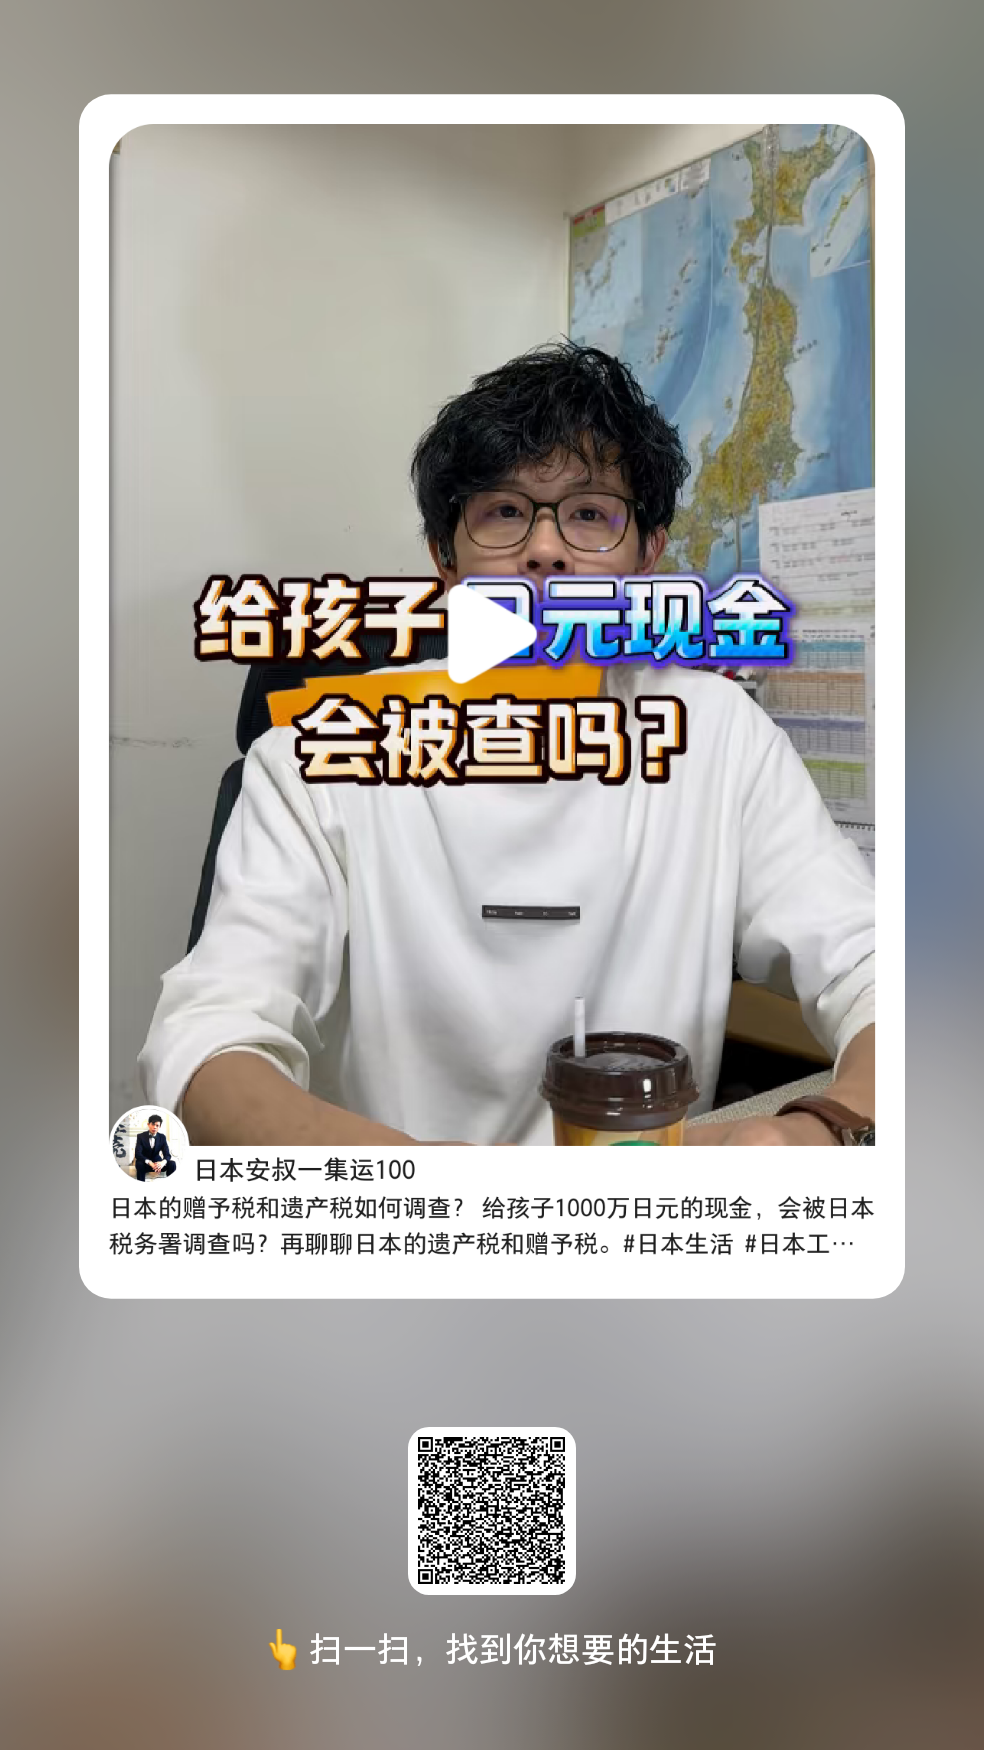 给孩子日元现金
会被查吗?
日本安叔一集运100
日本的赠予税和遗产税如何调查? 给孩子1000万日元的现金,会被日本
税务署调查吗?再聊聊日本的遗产税和赠予税。#日本生活 #日本工…
扫一扫,找到你想要的生活